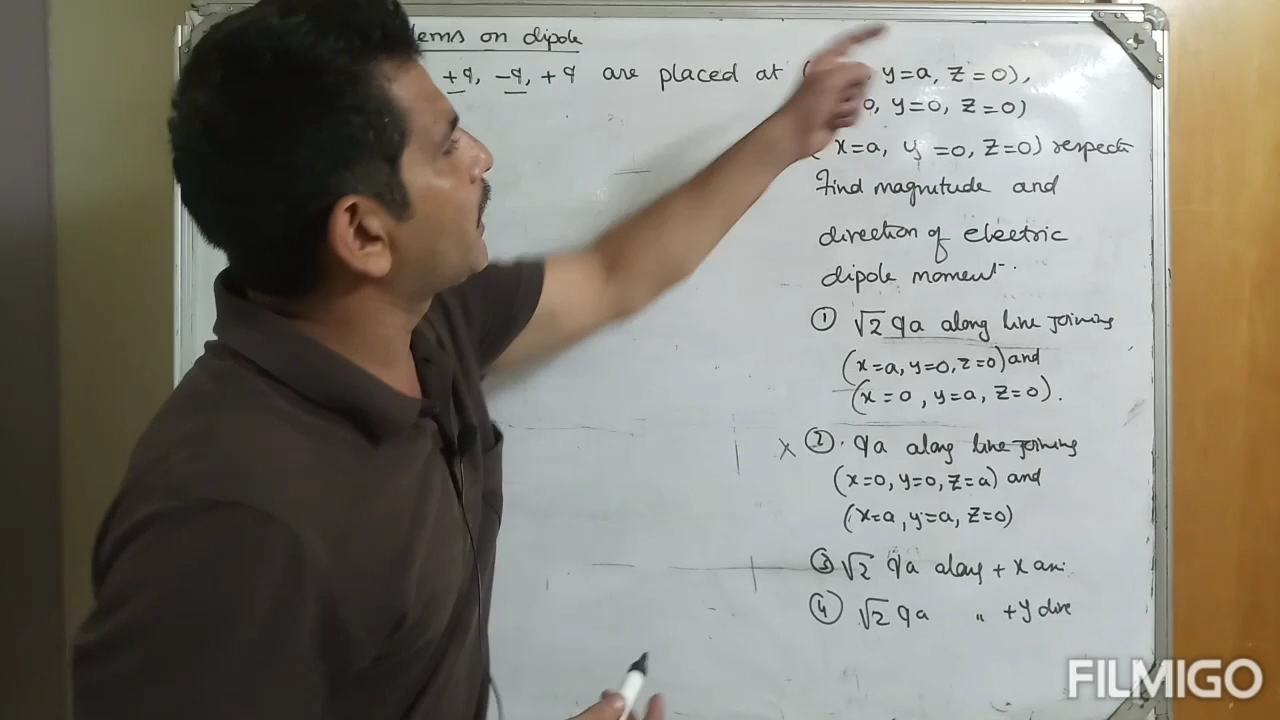 lems on dipole
+q, -q, +q are placed at ( y=a, z=0),
0, y=0, z=0)
( x=a, y=0, z=0) respecti
Find magnitude and
direction of electric
dipole moment.
① √2 qa along line joining
(x=a, y=0, z=0) and
(x=0, y=a, z=0).
X ②. qa along line joining
(x=0, y=0, z=a) and
(x=a, y=a, z=0)
③ √2 qa along + x axi
④ √2 qa " +y dire
FILMIGO